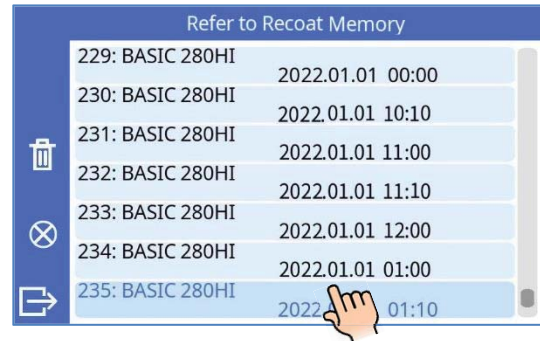 Refer to Recoat Memory
229: BASIC 280HI
2022.01.01 00:00
230: BASIC 280HI
2022.01.01 10:10
231: BASIC 280HI
2022.01.01 11:00
232: BASIC 280HI
2022.01.01 11:10
233: BASIC 280HI
2022.01.01 12:00
234: BASIC 280HI
2022.01.01 01:00
235: BASIC 280HI
2022 01:10